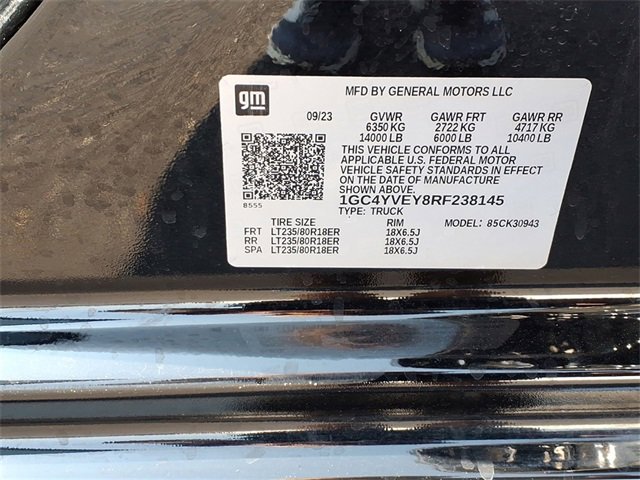 gm
MFD BY GENERAL MOTORS LLC
09/23 GVWR GAWR FRT GAWR RR
6350 KG 2722 KG 4717 KG
14000 LB 6000 LB 10400 LB
THIS VEHICLE CONFORMS TO ALL
APPLICABLE U.S. FEDERAL MOTOR
VEHICLE SAFETY STANDARDS IN EFFECT
ON THE DATE OF MANUFACTURE
SHOWN ABOVE.
1GC4YVEY8RF238145
8555
TYPE: TRUCK
TIRE SIZE RIM MODEL: 85CK30943
FRT LT235/80R18ER 18X6.5J
RR LT235/80R18ER 18X6.5J
SPA LT235/80R18ER 18X6.5J